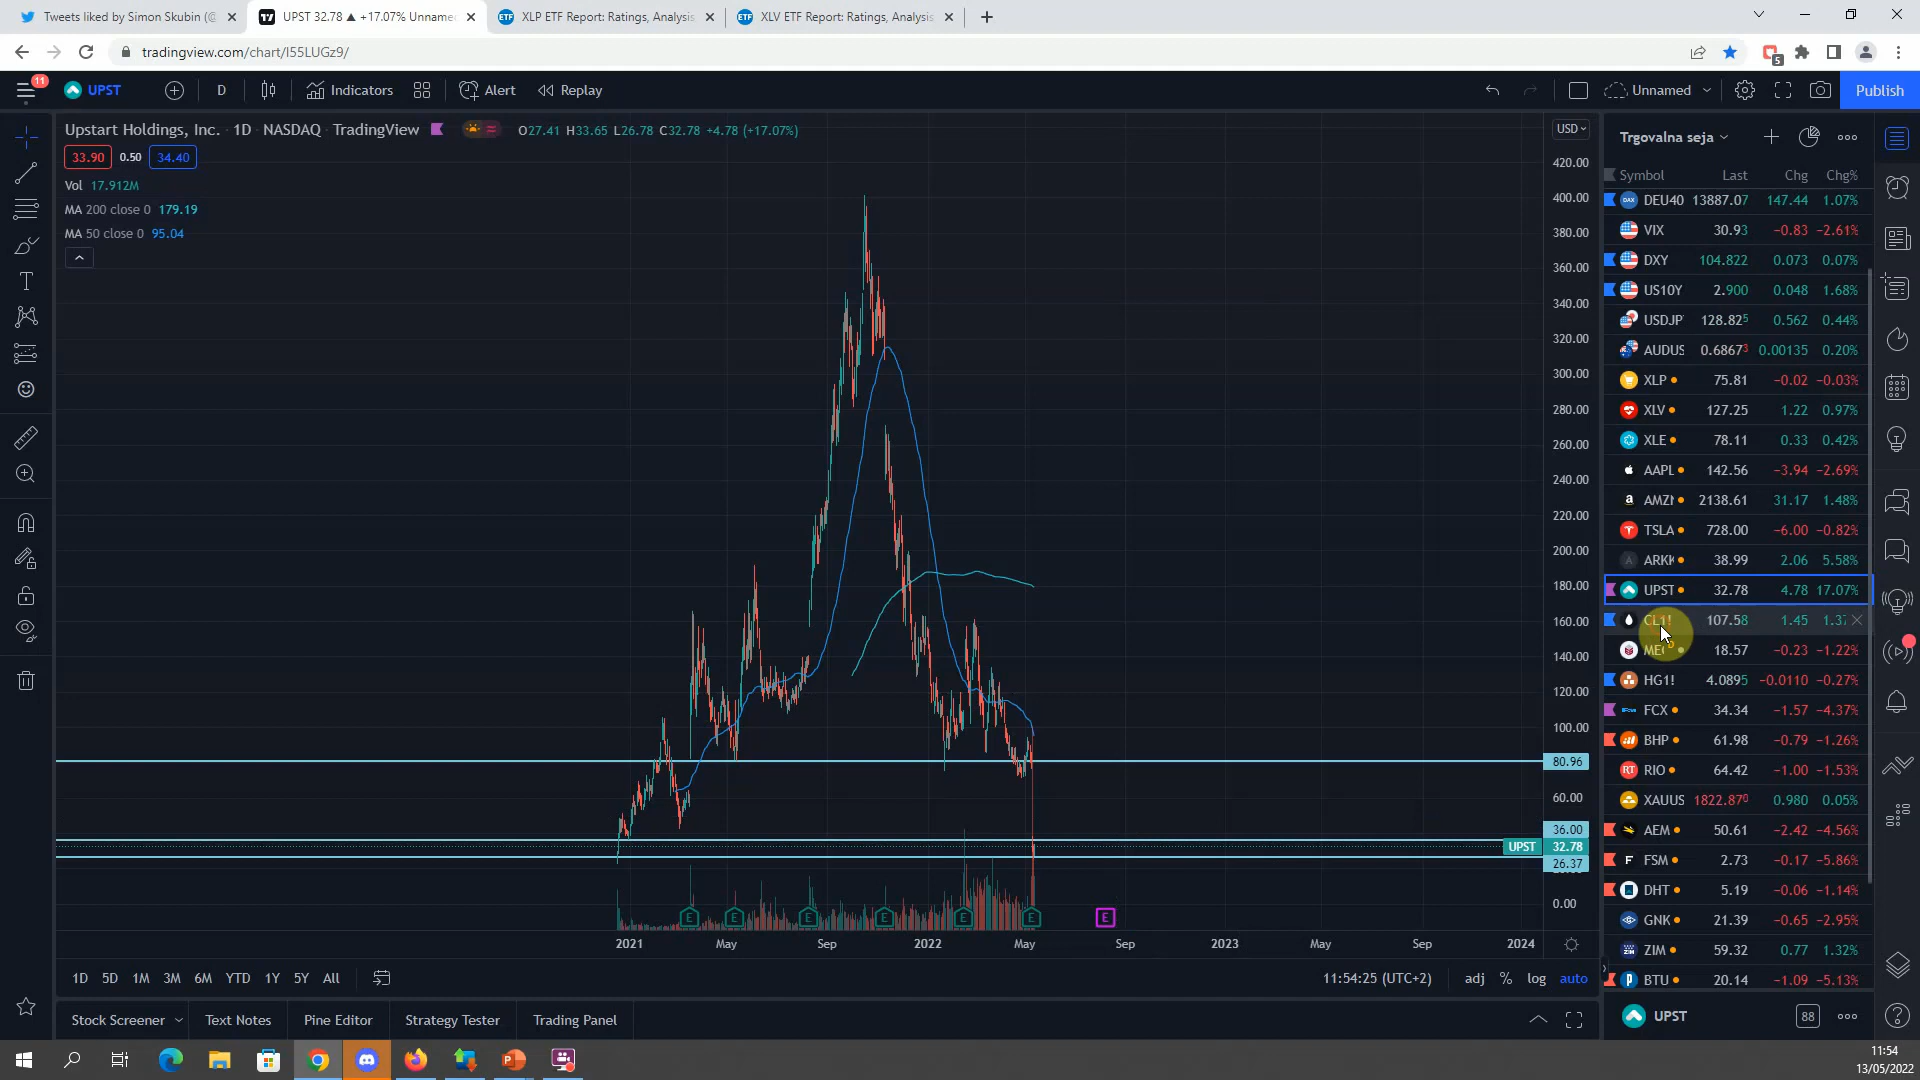 Tweets liked by Simon Skubin (@
UPST 32.78 ▲ +17.07% Unname
XLP ETF Report: Ratings, Analysis
XLV ETF Report: Ratings, Analysis
tradingview.com/chart/I55LUGz9/
5
11
UPST
D
Indicators
Alert
Replay
Unnamed
Publish
Upstart Holdings, Inc. · 1D · NASDAQ · TradingView
O27.41 H33.65 L26.78 C32.78 +4.78 (+17.07%)
33.90 0.50 34.40
Vol 17.912M
MA 200 close 0 179.19
MA 50 close 0 95.04
USD
420.00
400.00
380.00
360.00
340.00
320.00
300.00
280.00
260.00
240.00
220.00
200.00
180.00
160.00
140.00
120.00
100.00
80.96
60.00
36.00
UPST 32.78
26.37
0.00
E E E E E E E
2021 May Sep 2022 May Sep 2023 May Sep 2024
1D 5D 1M 3M 6M YTD 1Y 5Y All
11:54:25 (UTC+2) adj % log auto
Stock Screener
Text Notes
Pine Editor
Strategy Tester
Trading Panel
Trgovalna seja
Symbol Last Chg Chg%
DEU40 13887.07 147.44 1.07%
VIX 30.93 −0.83 −2.61%
DXY 104.822 0.073 0.07%
US10Y 2.900 0.048 1.68%
USDJP 128.825 0.562 0.44%
AUDUS 0.68673 0.00135 0.20%
XLP 75.81 −0.02 −0.03%
XLV 127.25 1.22 0.97%
XLE 78.11 0.33 0.42%
AAPL 142.56 −3.94 −2.69%
AMZN 2138.61 31.17 1.48%
TSLA 728.00 −6.00 −0.82%
ARKK 38.99 2.06 5.58%
UPST 32.78 4.78 17.07%
CL1! 107.58 1.45 1.37
18.57 −0.23 −1.22%
HG1! 4.0895 −0.0110 −0.27%
FCX 34.34 −1.57 −4.37%
BHP 61.98 −0.79 −1.26%
RIO 64.42 −1.00 −1.53%
XAUUS 1822.870 0.980 0.05%
AEM 50.61 −2.42 −4.56%
FSM 2.73 −0.17 −5.86%
DHT 5.19 −0.06 −1.14%
GNK 21.39 −0.65 −2.95%
ZIM 59.32 0.77 1.32%
BTU 20.14 −1.09 −5.13%
UPST
88
11:54
13/05/2022